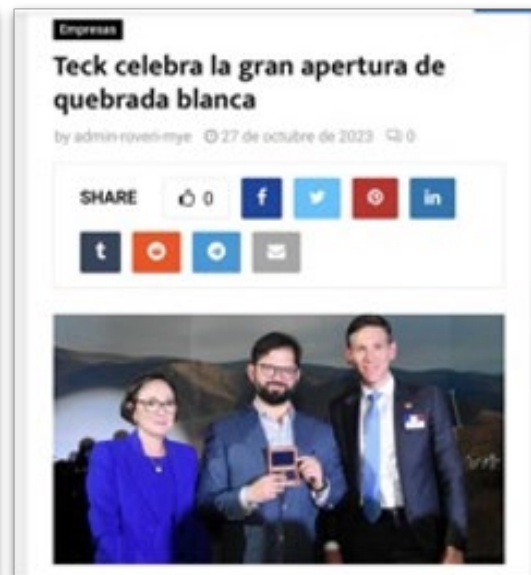 Empresas
Teck celebra la gran apertura de
quebrada blanca
by admin-roveri-mye 27 de octubre de 2023 0
SHARE 0 f in
t